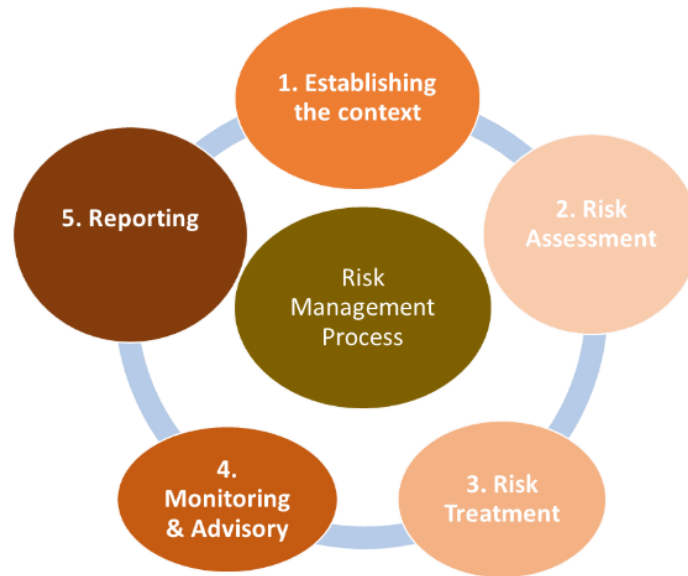 1. Establishing
the context
2. Risk
Assessment
3. Risk
Treatment
4.
Monitoring
& Advisory
5. Reporting
Risk
Management
Process